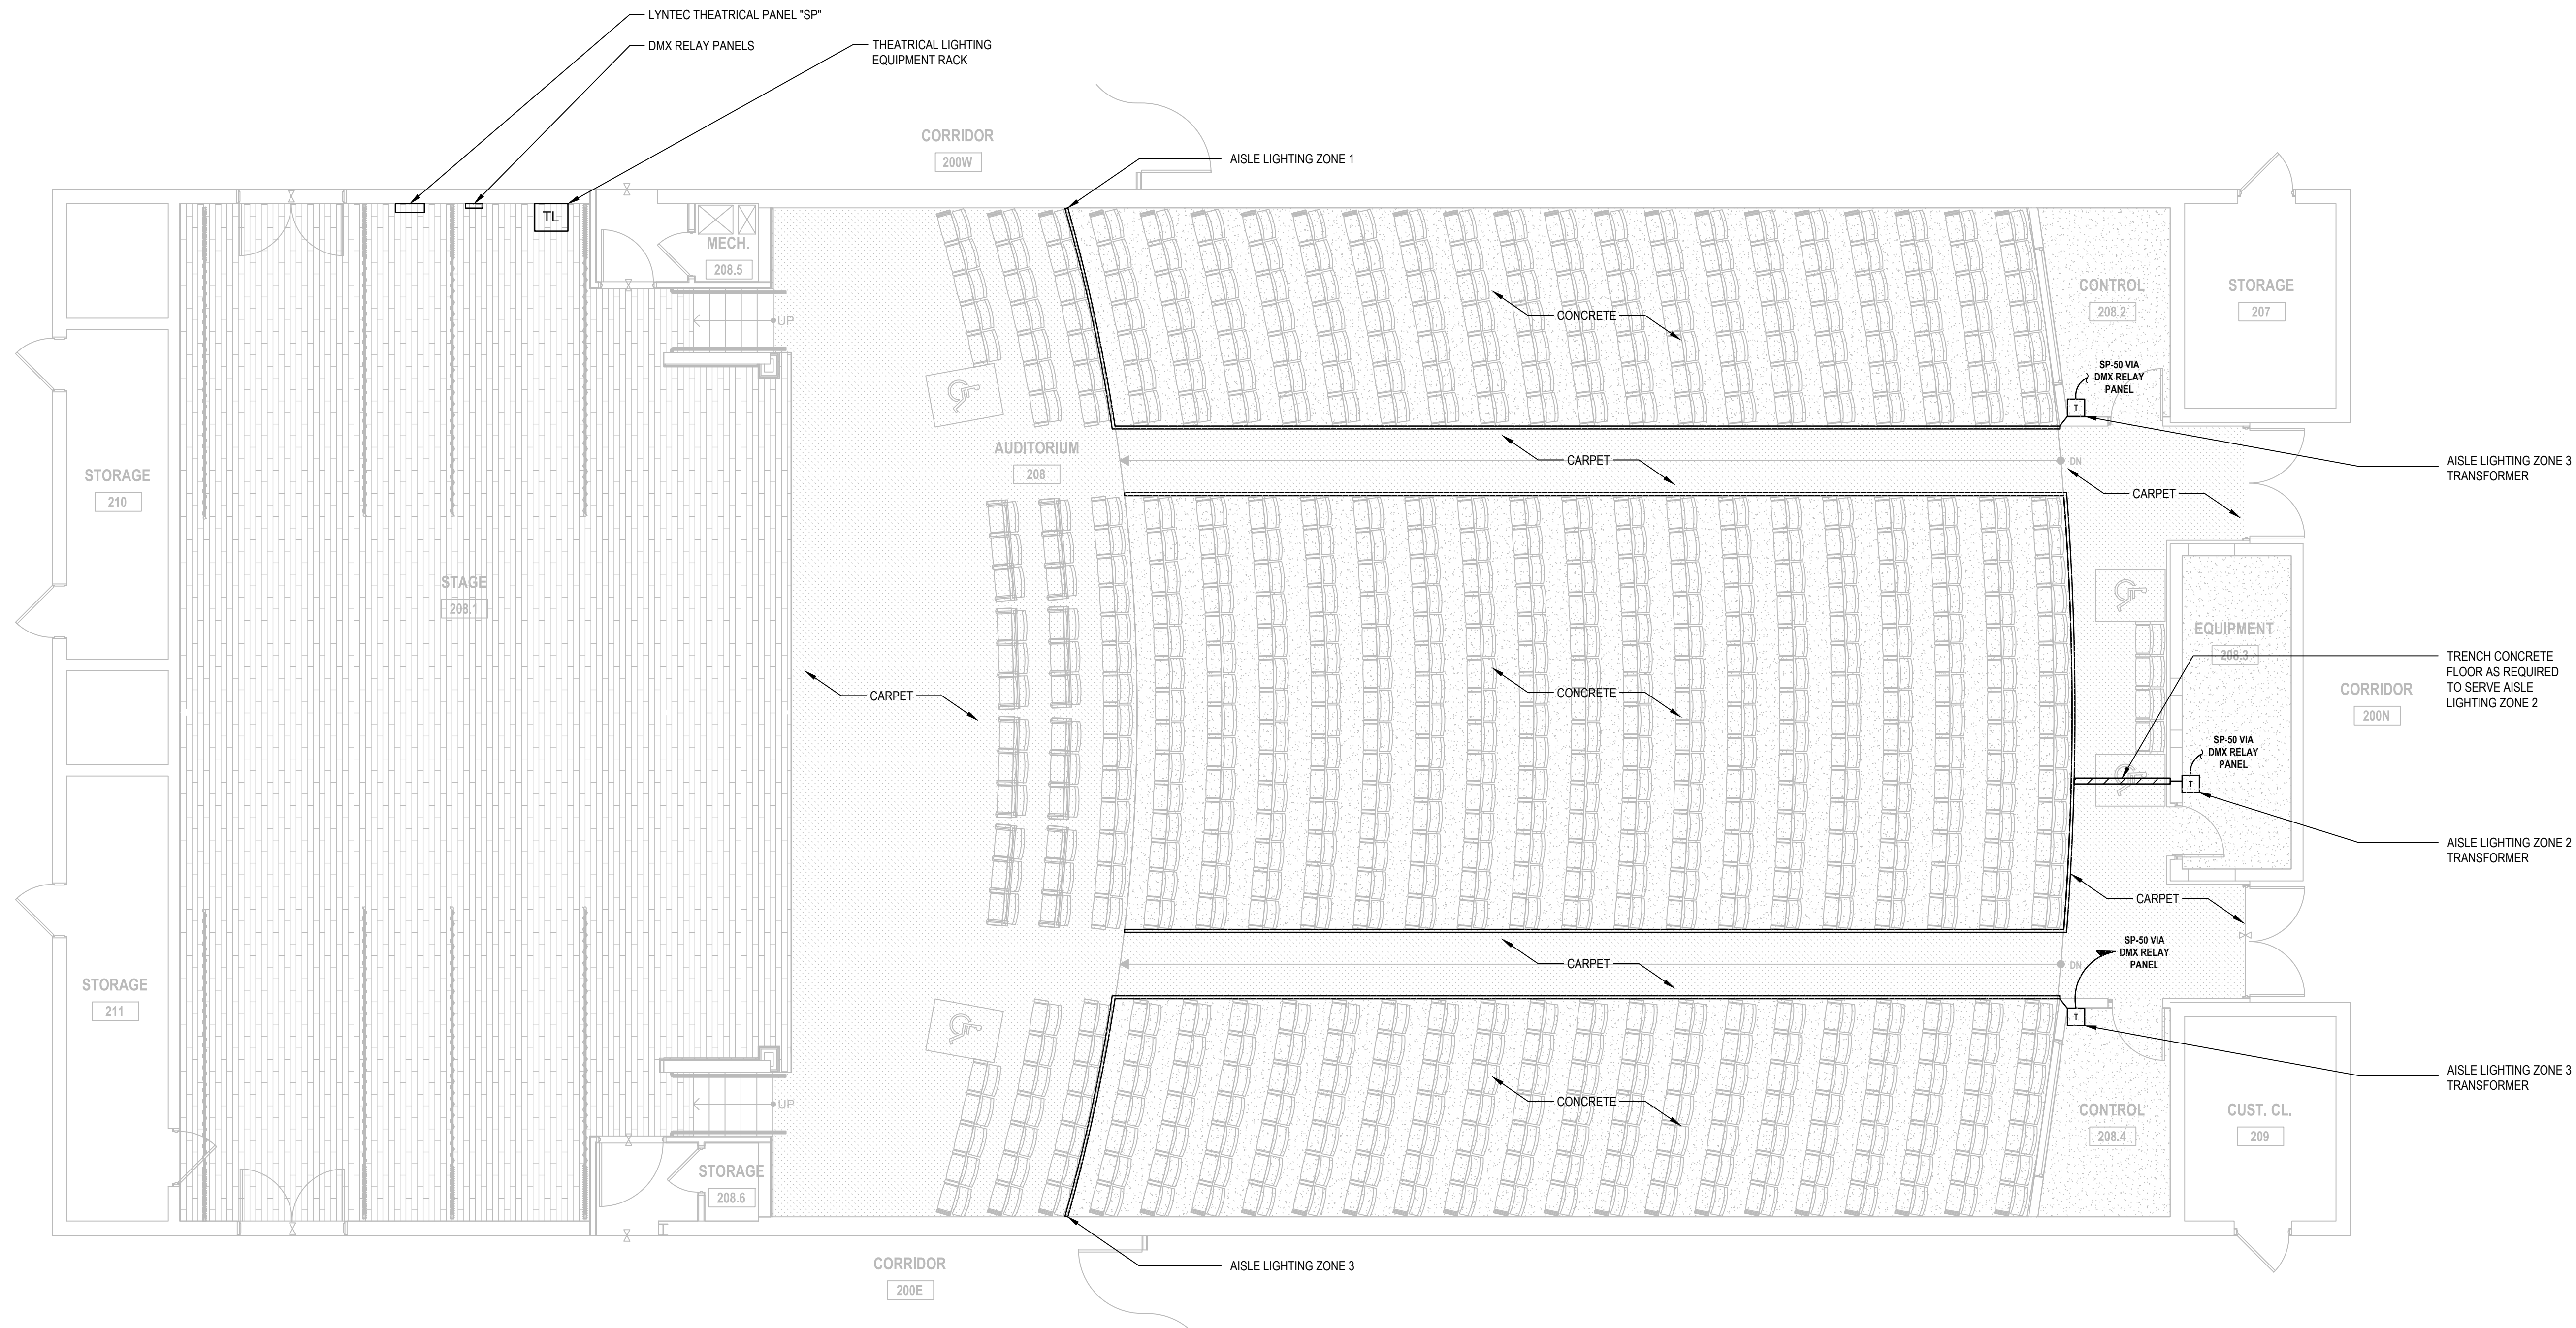 LYNTEC THEATRICAL PANEL "SP"
DMX RELAY PANELS
THEATRICAL LIGHTING
EQUIPMENT RACK
CORRIDOR
200W
AISLE LIGHTING ZONE 1
TL
MECH.
208.5
UP
CONCRETE
CONTROL
208.2
STORAGE
207
SP-50 VIA
DMX RELAY
PANEL
T
AUDITORIUM
208
CARPET
DN
AISLE LIGHTING ZONE 3
TRANSFORMER
STORAGE
210
CARPET
STAGE
208.1
EQUIPMENT
208.3
TRENCH CONCRETE
FLOOR AS REQUIRED
TO SERVE AISLE
LIGHTING ZONE 2
CARPET
CONCRETE
CORRIDOR
200N
SP-50 VIA
DMX RELAY
PANEL
T
AISLE LIGHTING ZONE 2
TRANSFORMER
CARPET
STORAGE
211
CARPET
DN
SP-50 VIA
DMX RELAY
PANEL
T
AISLE LIGHTING ZONE 3
TRANSFORMER
UP
CONCRETE
CONTROL
208.4
CUST. CL.
209
STORAGE
208.6
CORRIDOR
200E
AISLE LIGHTING ZONE 3